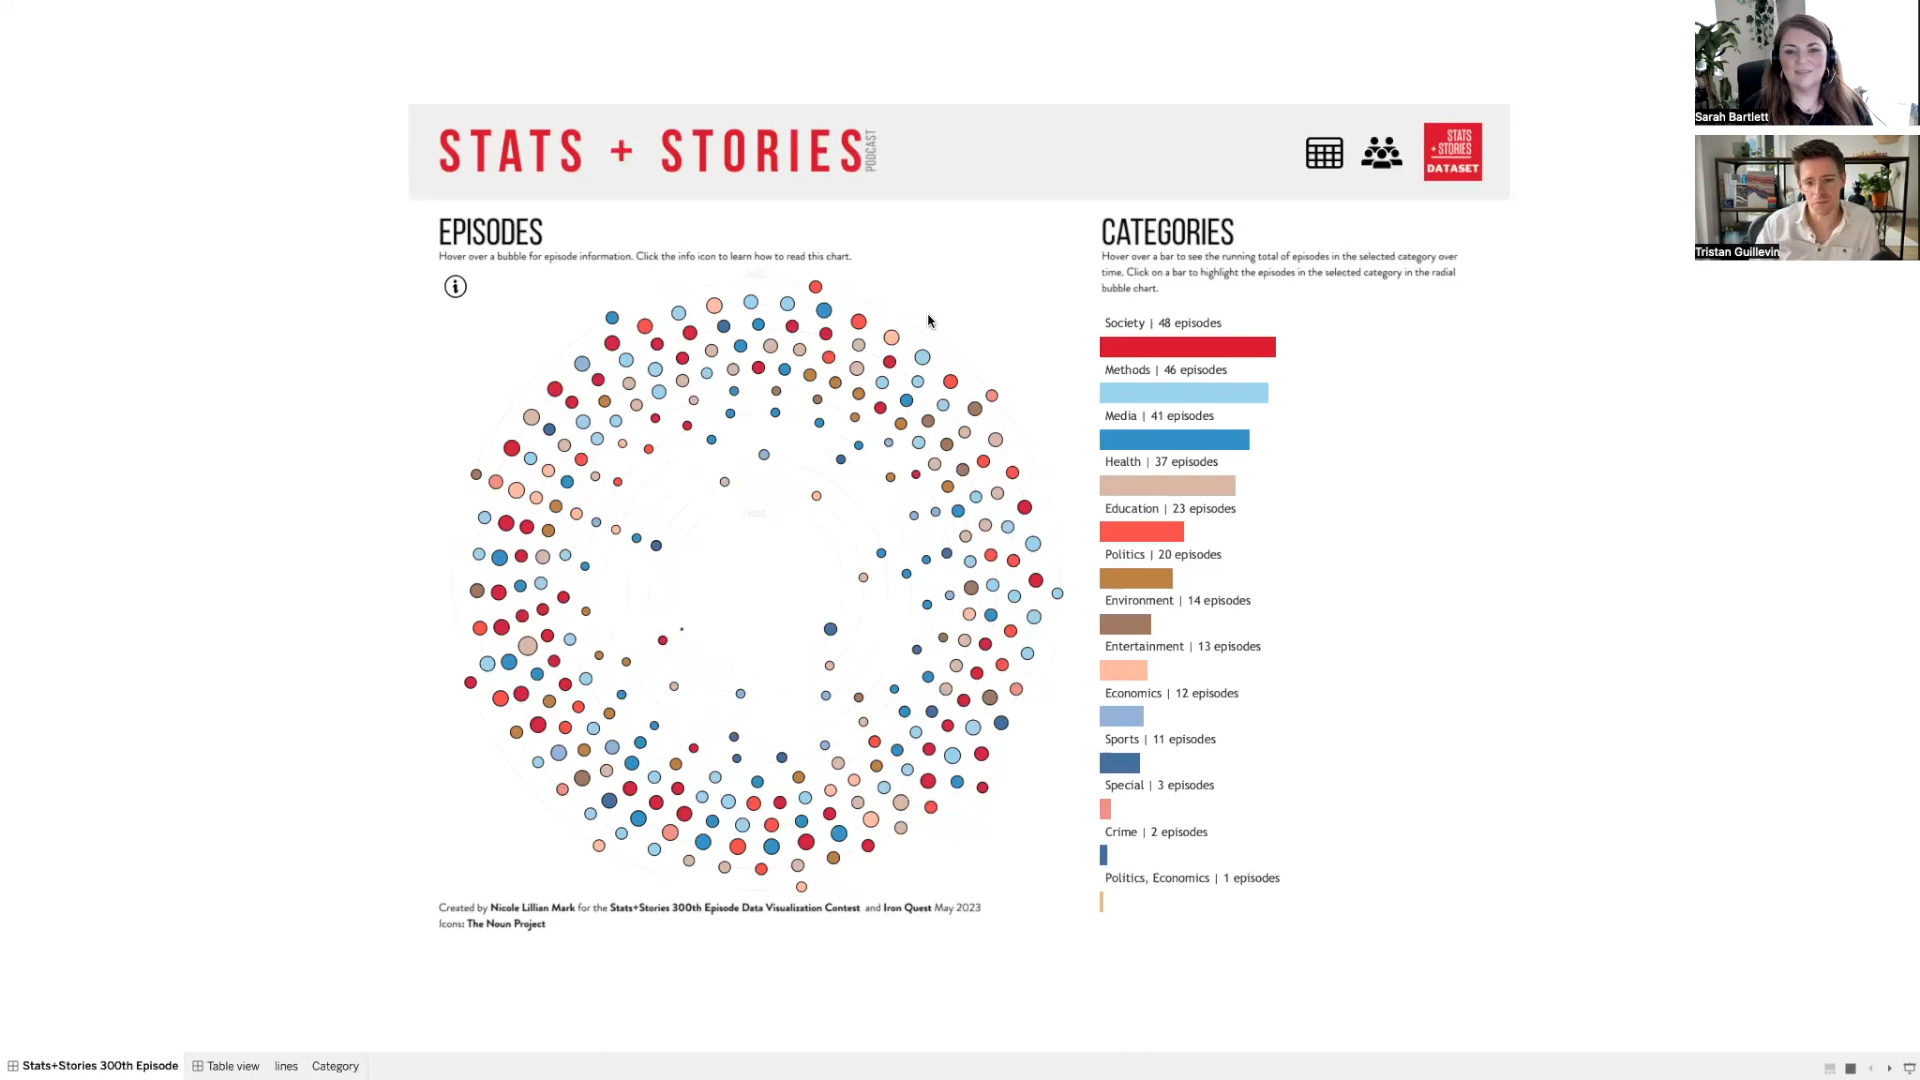 STATS + STORIES
PODCAST
STATS
+ STORIES
DATASET
Sarah Bartlett
Tristan Guillevin
EPISODES
Hover over a bubble for episode information. Click the info icon to learn how to read this chart.
i
CATEGORIES
Hover over a bar to see the running total of episodes in the selected category over
time. Click on a bar to highlight the episodes in the selected category in the radial
bubble chart.
Society | 48 episodes
Methods | 46 episodes
Media | 41 episodes
Health | 37 episodes
Education | 23 episodes
Politics | 20 episodes
Environment | 14 episodes
Entertainment | 13 episodes
Economics | 12 episodes
Sports | 11 episodes
Special | 3 episodes
Crime | 2 episodes
Politics, Economics | 1 episodes
Created by Nicole Lillian Mark for the Stats+Stories 300th Episode Data Visualization Contest and Iron Quest May 2023
Icons: The Noun Project
Stats+Stories 300th Episode
Table view
lines
Category